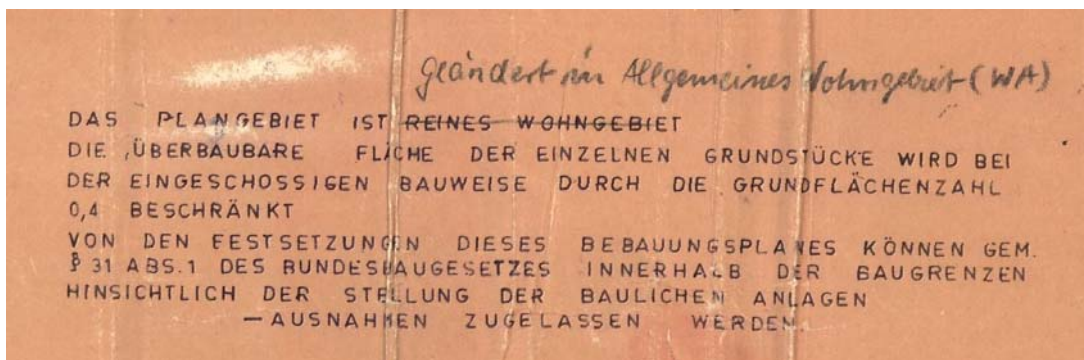 geändert in Allgemeines Wohngebiet (WA)
DAS PLANGEBIET IST REINES WOHNGEBIET
DIE ÜBERBAUBARE FLÄCHE DER EINZELNEN GRUNDSTÜCKE WIRD BEI
DER EINGESCHOSSIGEN BAUWEISE DURCH DIE GRUNDFLÄCHENZAHL
0,4 BESCHRÄNKT
VON DEN FESTSETZUNGEN DIESES BEBAUUNGSPLANES KÖNNEN GEM.
§ 31 ABS.1 DES BUNDESBAUGESETZES INNERHALB DER BAUGRENZEN
HINSICHTLICH DER STELLUNG DER BAULICHEN ANLAGEN
— AUSNAHMEN ZUGELASSEN WERDEN.